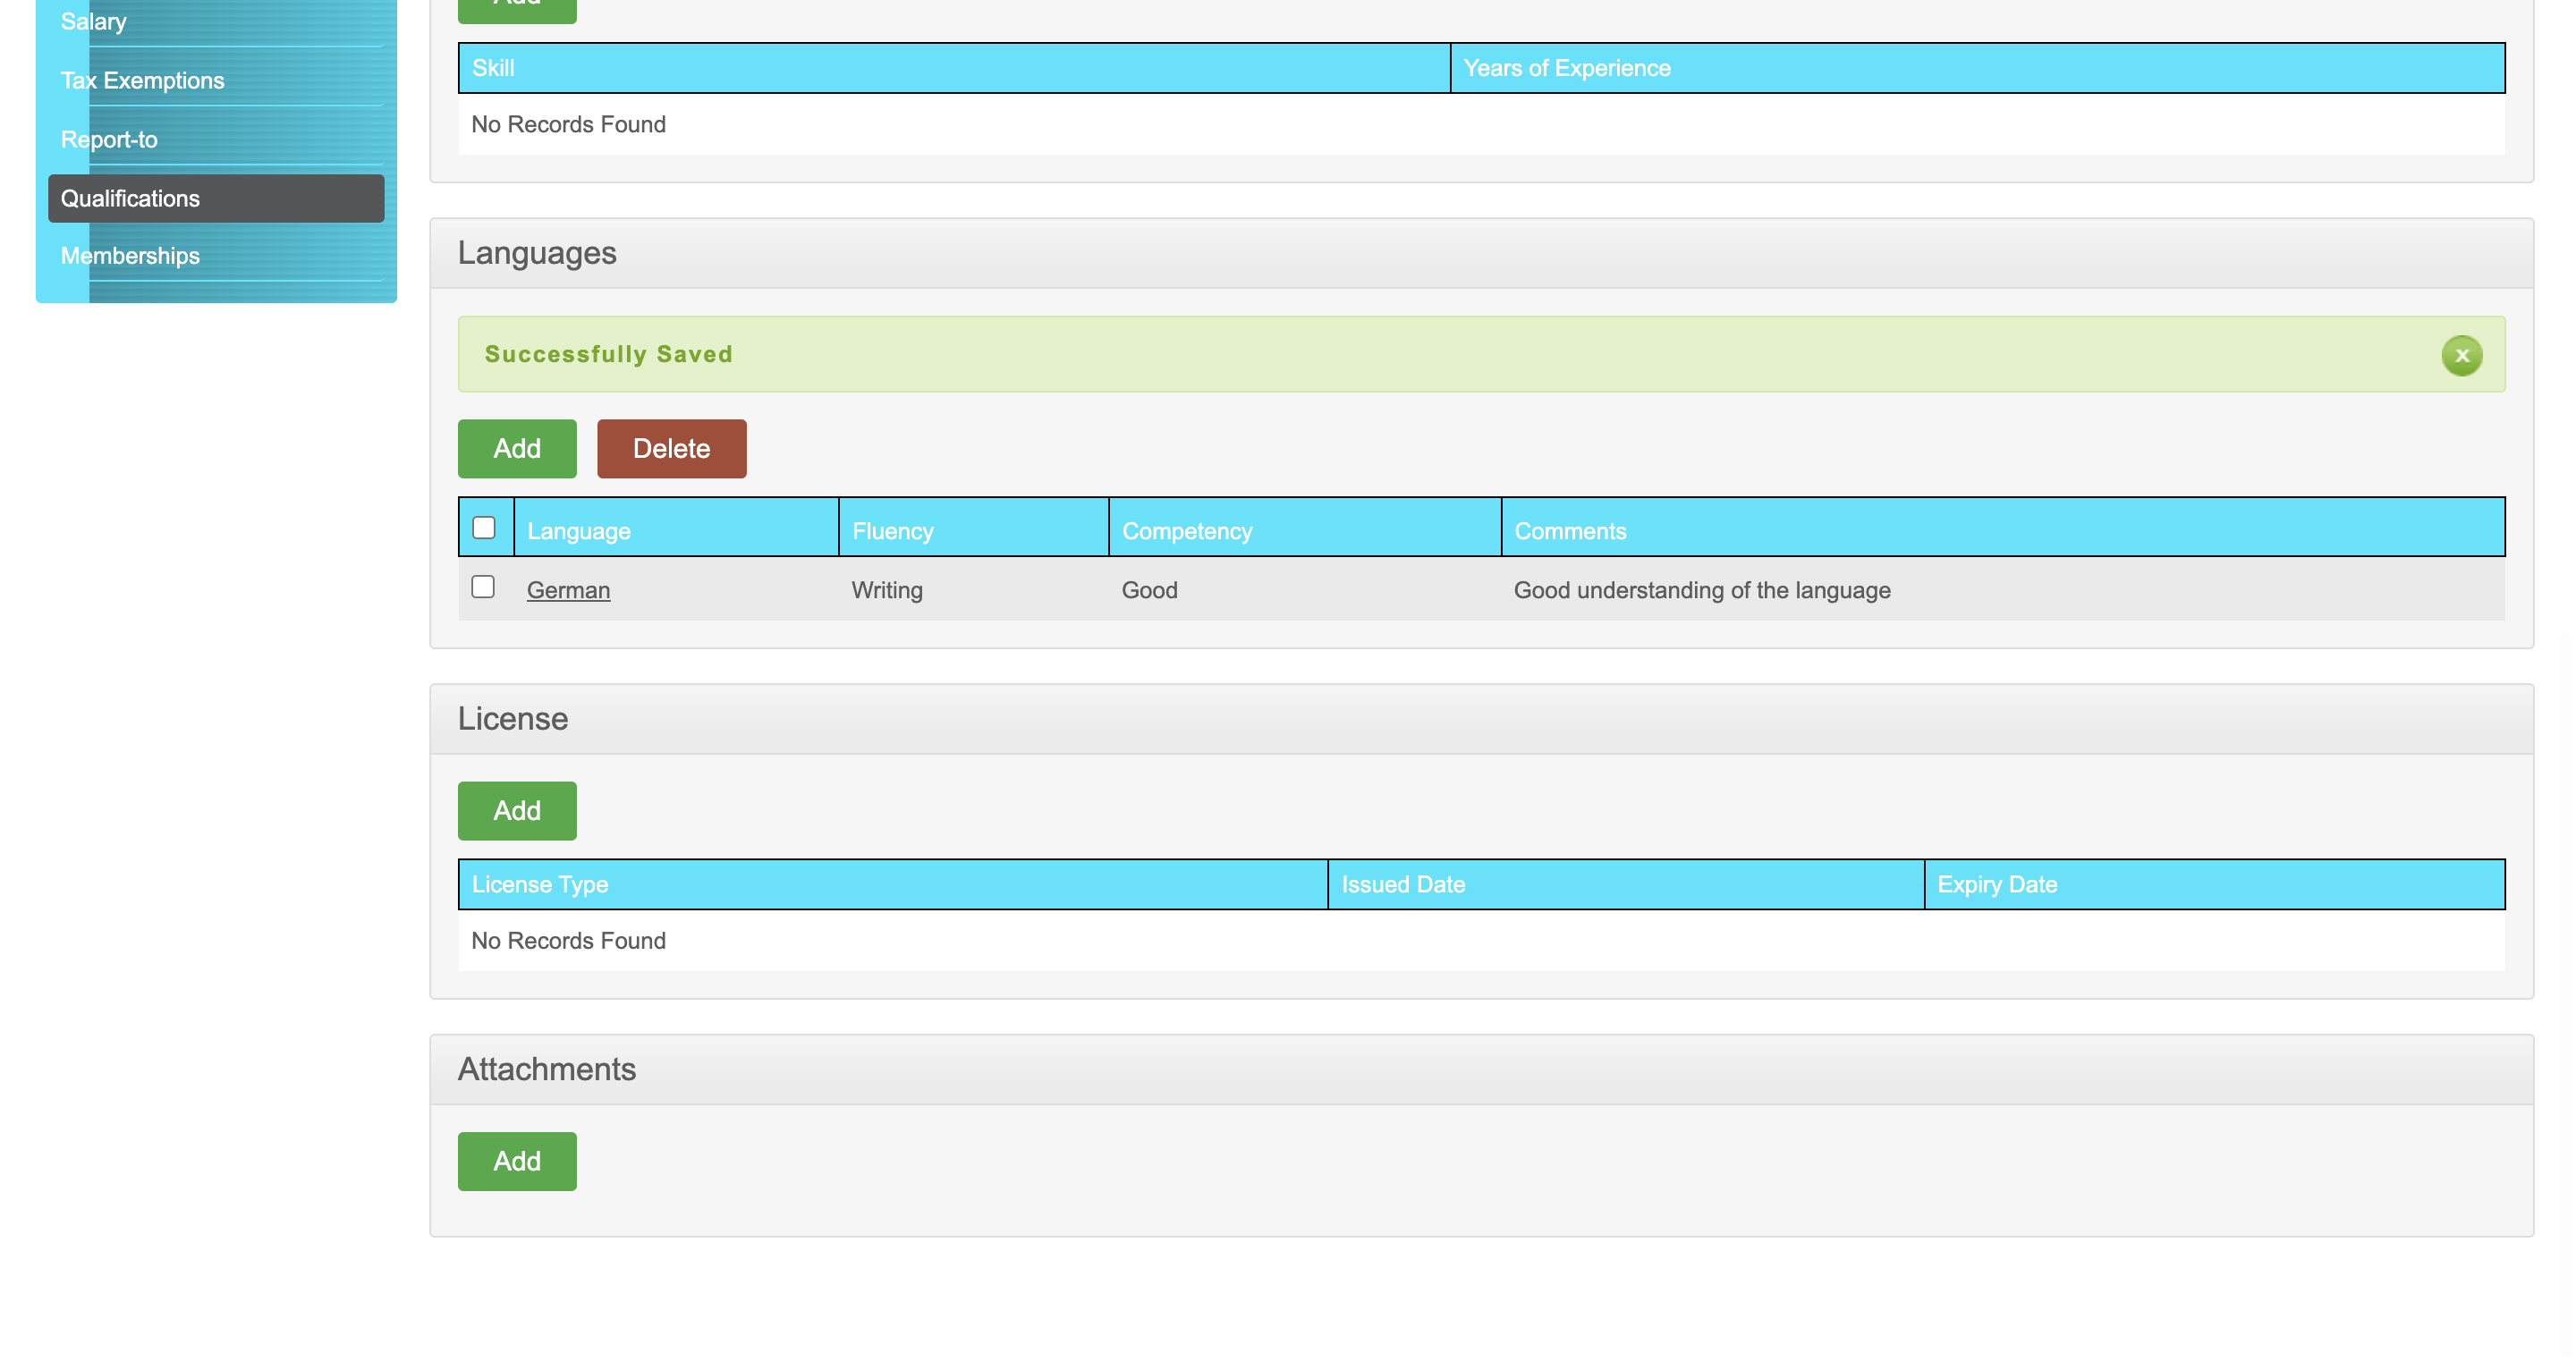 Salary
Tax Exemptions
Report-to
Qualifications
Memberships
Add
Skill Years of Experience
No Records Found
Languages
Successfully Saved
x
Add Delete
Language Fluency Competency Comments
German Writing Good Good understanding of the language
License
Add
License Type Issued Date Expiry Date
No Records Found
Attachments
Add